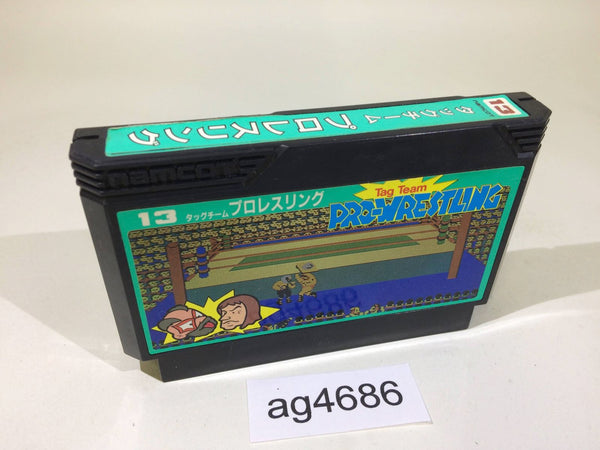 タッグチーム プロレスリング
13
namcot
13 タッグチーム プロレスリング
Tag Team
PRO-WRESTLING
ag4686